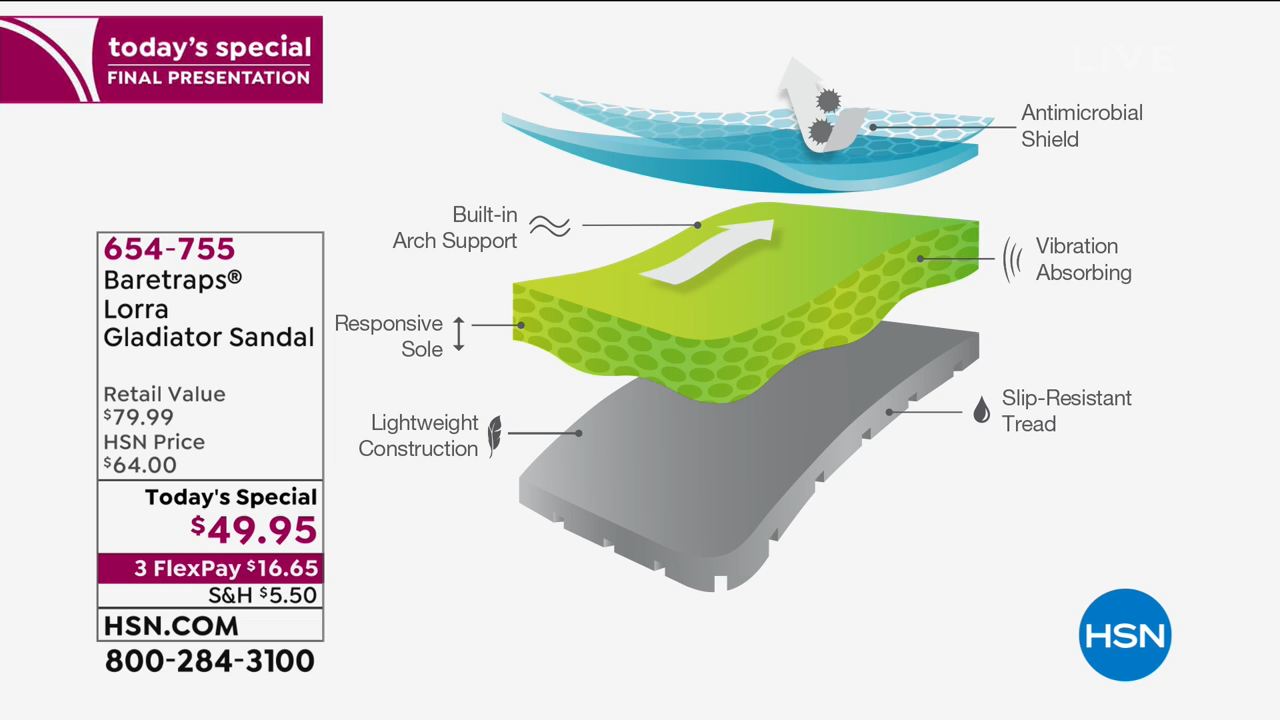 today's special
FINAL PRESENTATION
LIVE
Antimicrobial
Shield
Built-in
Arch Support
Vibration
Absorbing
Responsive
Sole
Lightweight
Construction
Slip-Resistant
Tread
654-755
Baretraps®
Lorra
Gladiator Sandal
Retail Value
$79.99
HSN Price
$64.00
Today's Special
$49.95
3 FlexPay $16.65
S&H $5.50
HSN.COM
800-284-3100
HSN